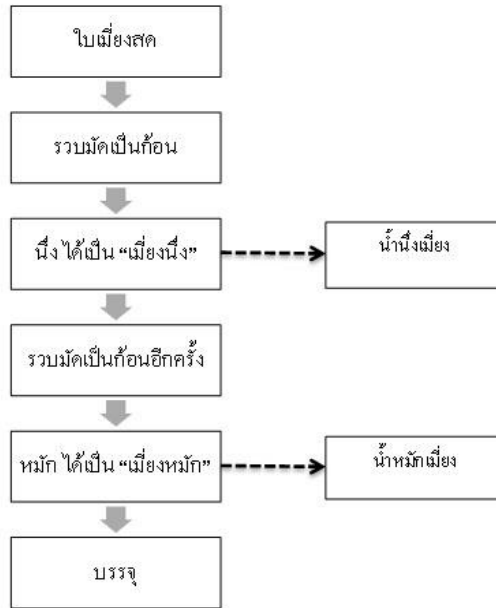 ใบเมี่ยงสด
รวบมัดเป็นก้อน
นึ่ง ได้เป็น “เมี่ยงนึ่ง”
น้ำนึ่งเมี่ยง
รวบมัดเป็นก้อนอีกครั้ง
หมัก ได้เป็น “เมี่ยงหมัก”
น้ำหมักเมี่ยง
บรรจุ